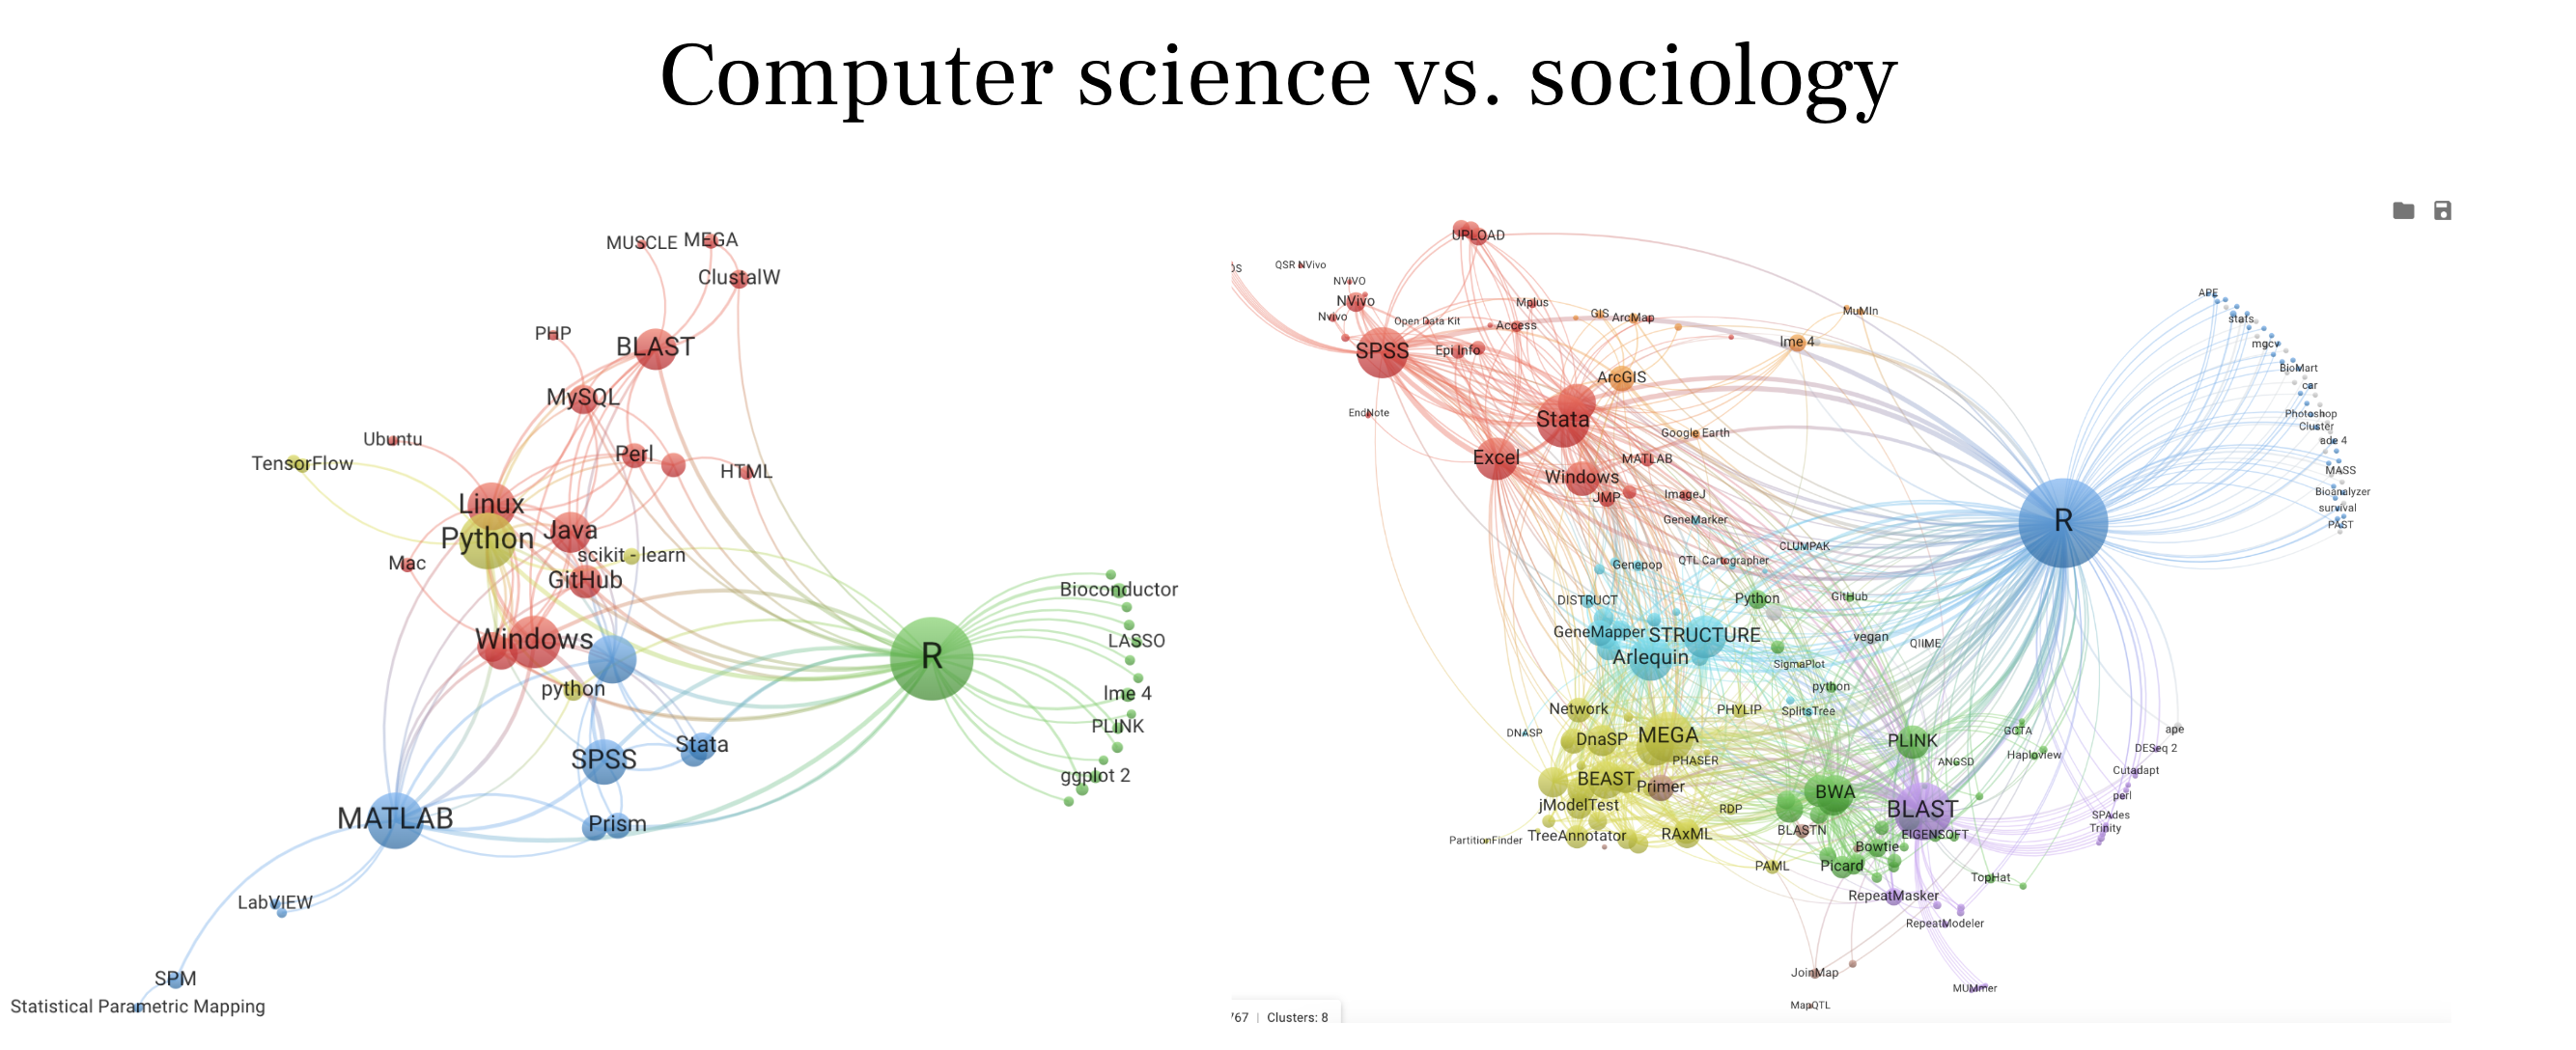 Computer science vs. sociology
MUSCLE
MEGA
ClustalW
PHP
BLAST
MySQL
Ubuntu
TensorFlow
Perl
HTML
Linux
Python
Java
scikit - learn
Mac
GitHub
Bioconductor
Windows
LASSO
R
python
lme 4
PLINK
Stata
SPSS
ggplot 2
MATLAB
Prism
LabVIEW
SPM
Statistical Parametric Mapping
UPLOAD
OS
QSR NVivo
NVIVO
NVivo
Nvivo
Mplus
Open Data Kit
Access
GIS
ArcMap
MuMIn
SPSS
Epi Info
lme 4
ArcGIS
EndNote
Stata
Google Earth
Excel
MATLAB
Windows
JMP
ImageJ
GeneMarker
CLUMPAK
Genepop
QTL Cartographer
DISTRUCT
Python
GitHub
GeneMapper
STRUCTURE
vegan
QIIME
Arlequin
SigmaPlot
python
Network
PHYLIP
SplitsTree
DNASP
DnaSP
MEGA
PLINK
GCTA
ape
PHASER
ANGSD
Haploview
DESeq 2
BEAST
Primer
BWA
Cutadapt
jModelTest
RDP
BLAST
perl
SPAdes
PartitionFinder
TreeAnnotator
RAxML
BLASTN
EIGENSOFT
Trinity
Bowtie
PAML
Picard
TopHat
RepeatMasker
RepeatModeler
JoinMap
MUMmer
MapQTL
R
APE
stats
mgcv
BioMart
car
Photoshop
Cluster
ade 4
MASS
Bioanalyzer
survival
PAST
767 | Clusters: 8